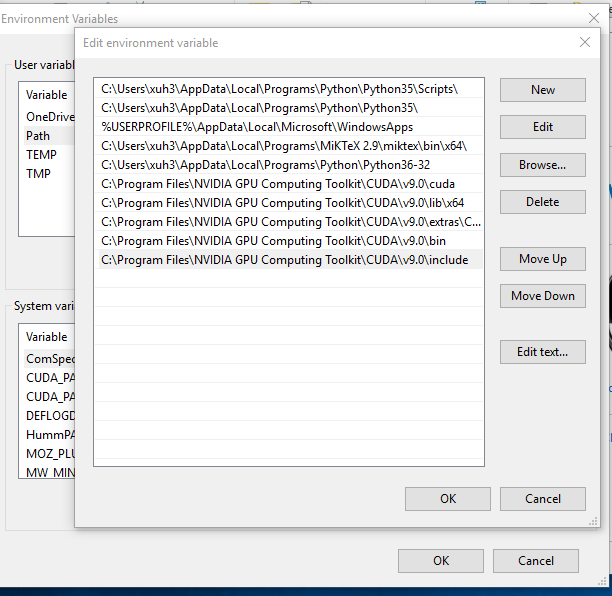 Environment Variables
Edit environment variable
User variabl
Variable
OneDrive
Path
TEMP
TMP
C:\Users\xuh3\AppData\Local\Programs\Python\Python35\Scripts\
C:\Users\xuh3\AppData\Local\Programs\Python\Python35\
%USERPROFILE%\AppData\Local\Microsoft\WindowsApps
C:\Users\xuh3\AppData\Local\Programs\MiKTeX 2.9\miktex\bin\x64\
C:\Users\xuh3\AppData\Local\Programs\Python\Python36-32
C:\Program Files\NVIDIA GPU Computing Toolkit\CUDA\v9.0\cuda
C:\Program Files\NVIDIA GPU Computing Toolkit\CUDA\v9.0\lib\x64
C:\Program Files\NVIDIA GPU Computing Toolkit\CUDA\v9.0\extras\C...
C:\Program Files\NVIDIA GPU Computing Toolkit\CUDA\v9.0\bin
C:\Program Files\NVIDIA GPU Computing Toolkit\CUDA\v9.0\include
New
Edit
Browse...
Delete
Move Up
Move Down
Edit text...
System vari
Variable
ComSpec
CUDA_PA
CUDA_PA
DEFLOGD
HummPA
MOZ_PLU
MW_MIN
OK
Cancel
OK
Cancel